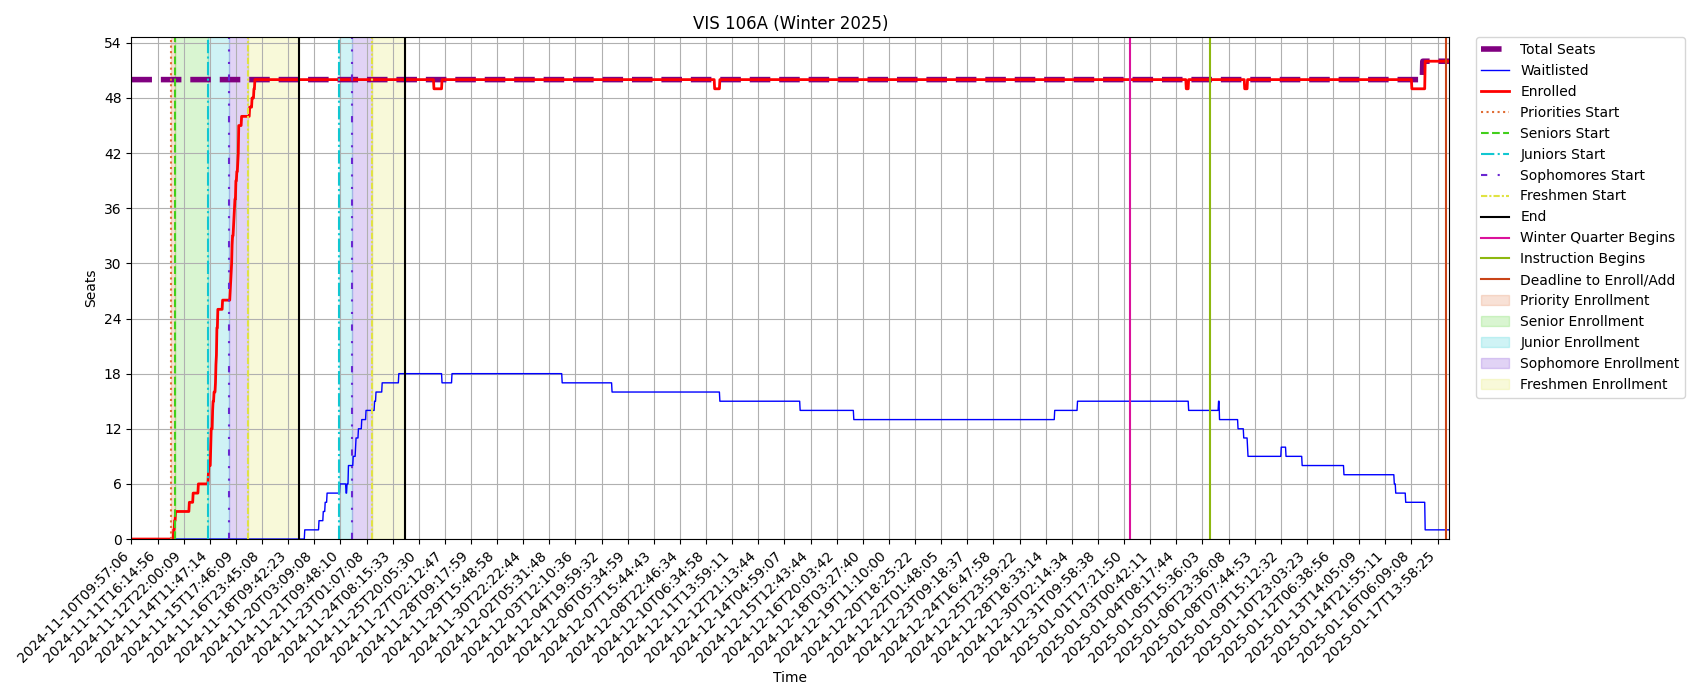 VIS 106A (Winter 2025)
54
48
42
36
30
24
18
12
6
0
Seats
2024-11-10T09:57:06
2024-11-11T16:14:56
2024-11-12T22:00:09
2024-11-14T11:47:14
2024-11-15T17:46:09
2024-11-16T23:45:08
2024-11-18T09:42:23
2024-11-20T03:09:08
2024-11-21T09:48:10
2024-11-23T01:07:08
2024-11-24T08:15:33
2024-11-25T20:05:30
2024-11-27T02:12:47
2024-11-29T15:48:58
2024-11-30T22:22:44
2024-12-02T05:31:48
2024-12-03T12:10:36
2024-12-04T19:59:32
2024-12-06T05:34:59
2024-12-07T15:44:43
2024-12-08T22:46:34
2024-12-10T06:34:58
2024-12-11T13:59:11
2024-12-12T21:13:44
2024-12-14T04:59:07
2024-12-15T12:43:44
2024-12-16T20:03:42
2024-12-19T11:10:00
2024-12-20T18:25:22
2024-12-22T01:48:05
2024-12-23T09:18:37
2024-12-24T16:47:58
2024-12-25T23:59:22
2024-12-28T18:33:14
2024-12-30T02:14:34
2024-12-31T09:58:38
2025-01-01T17:21:50
2025-01-03T00:42:11
2025-01-04T08:17:44
2025-01-05T15:36:03
2025-01-06T23:36:08
2025-01-08T07:44:53
2025-01-09T15:12:32
2025-01-10T23:03:23
2025-01-12T06:38:56
2025-01-13T14:05:09
2025-01-14T21:55:11
2025-01-16T06:09:08
2025-01-17T13:58:25
Time
Total Seats
Waitlisted
Enrolled
Priorities Start
Seniors Start
Juniors Start
Sophomores Start
Freshmen Start
End
Winter Quarter Begins
Instruction Begins
Deadline to Enroll/Add
Priority Enrollment
Senior Enrollment
Junior Enrollment
Sophomore Enrollment
Freshmen Enrollment